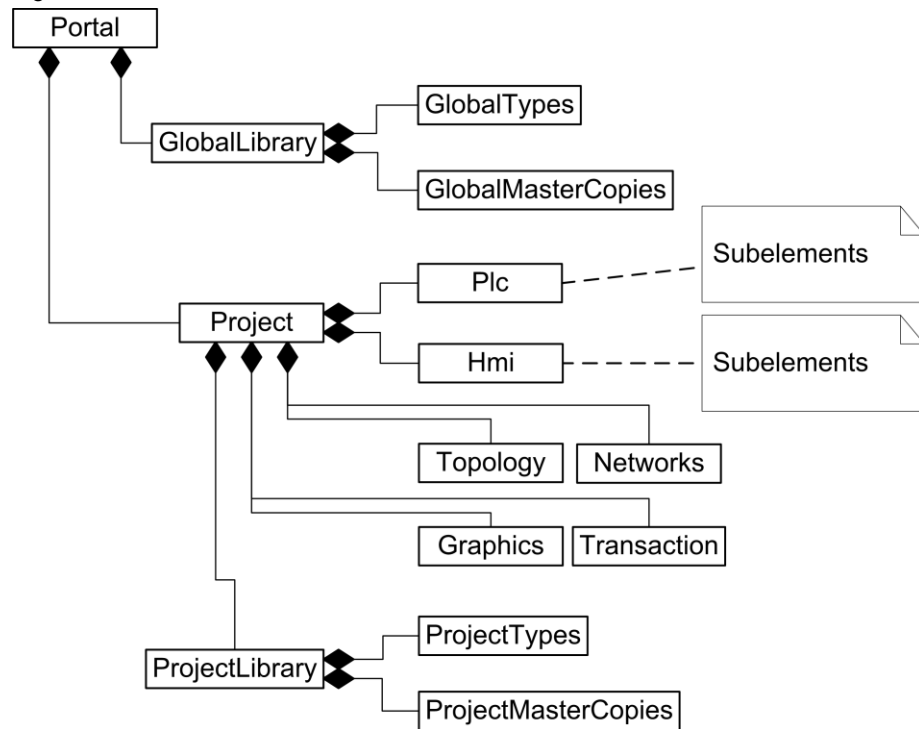 Portal
GlobalTypes
GlobalLibrary
GlobalMasterCopies
Subelements
Plc
Project
Subelements
Hmi
Topology
Networks
Graphics
Transaction
ProjectTypes
ProjectLibrary
ProjectMasterCopies